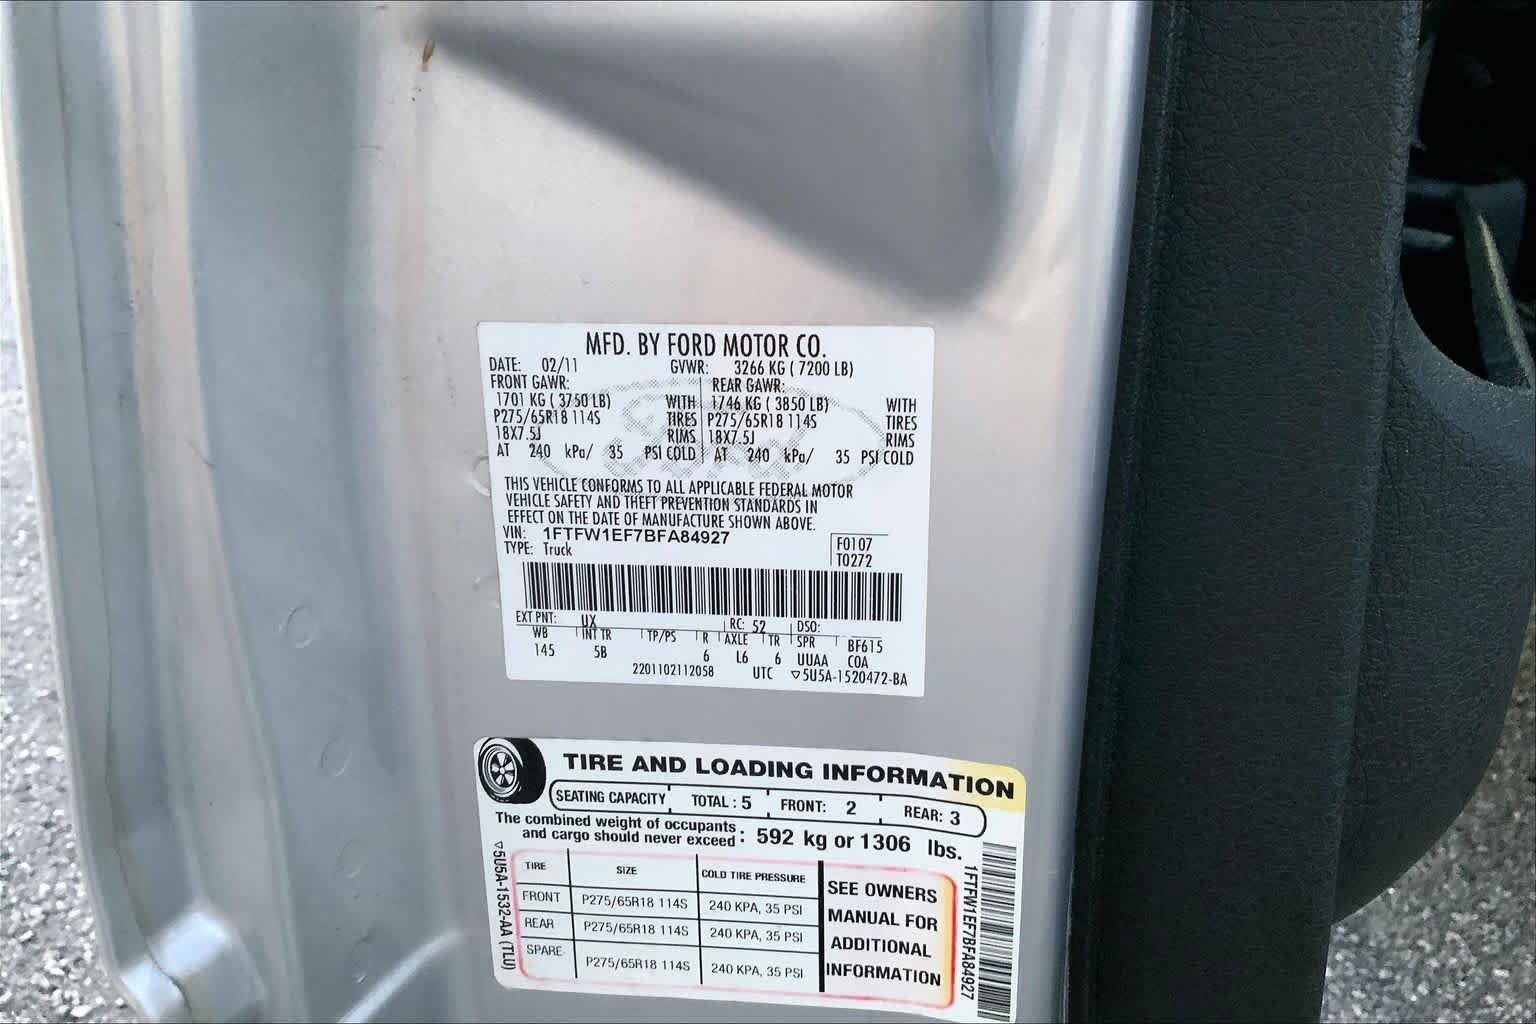 MFD. BY FORD MOTOR CO.
DATE: 02/11 GVWR: 3266 KG ( 7200 LB)
FRONT GAWR: REAR GAWR:
1701 KG ( 3750 LB) WITH 1746 KG ( 3850 LB) WITH
P275/65R18 114S TIRES P275/65R18 114S TIRES
18X7.5J RIMS 18X7.5J RIMS
AT 240 kPa/ 35 PSI COLD AT 240 kPa/ 35 PSI COLD
Ford
THIS VEHICLE CONFORMS TO ALL APPLICABLE FEDERAL MOTOR
VEHICLE SAFETY AND THEFT PREVENTION STANDARDS IN
EFFECT ON THE DATE OF MANUFACTURE SHOWN ABOVE.
VIN: 1FTFW1EF7BFA84927
TYPE: Truck
F0107
T0272
EXT PNT: UX RC: 52 DSO:
WB INT TR TP/PS R AXLE TR SPR BF615
145 5B 6 L6 6 UUAA COA
2201102112058 UTC ▽5U5A-1520472-BA
TIRE AND LOADING INFORMATION
SEATING CAPACITY TOTAL : 5 FRONT: 2 REAR: 3
The combined weight of occupants
and cargo should never exceed : 592 kg or 1306 lbs.
TIRE SIZE COLD TIRE PRESSURE
FRONT P275/65R18 114S 240 KPA, 35 PSI
REAR P275/65R18 114S 240 KPA, 35 PSI
SPARE P275/65R18 114S 240 KPA, 35 PSI
SEE OWNERS
MANUAL FOR
ADDITIONAL
INFORMATION
▽5U5A-1532-AA (TLU)
1FTFW1EF7BFA84927